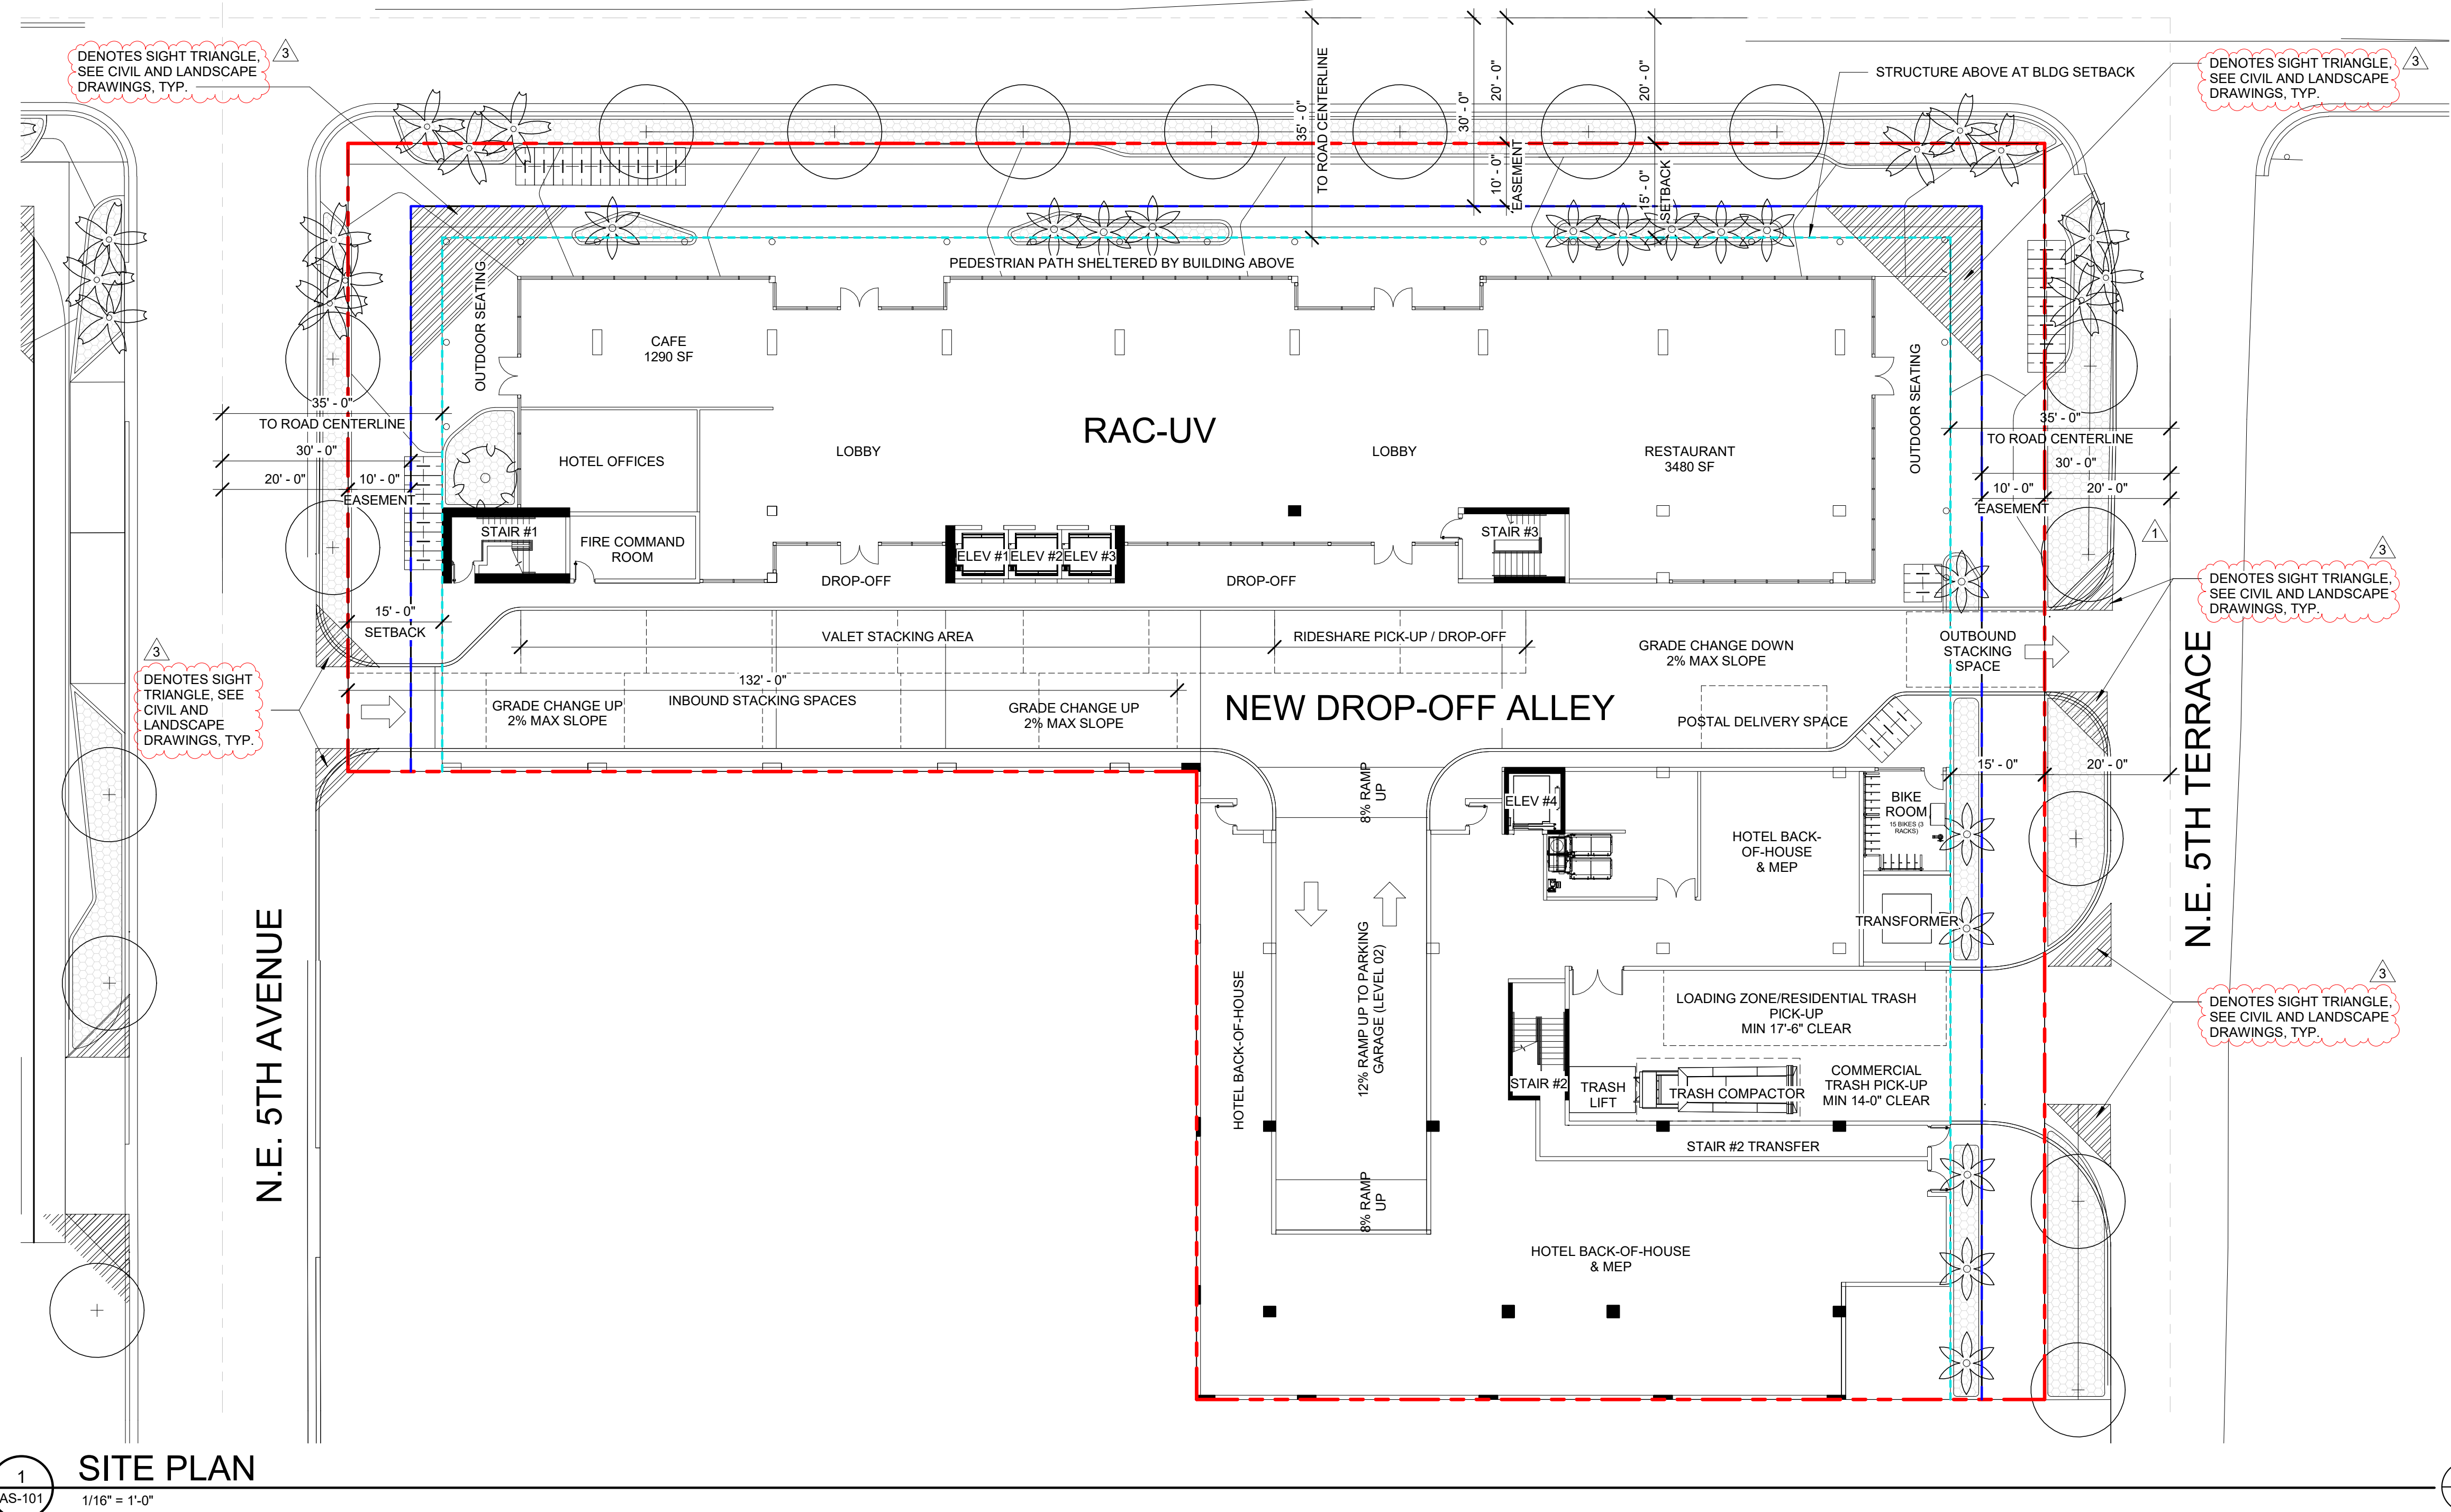 DENOTES SIGHT TRIANGLE,
SEE CIVIL AND LANDSCAPE
DRAWINGS, TYP.
3
35' - 0"
TO ROAD CENTERLINE
30' - 0"
20' - 0"
10' - 0"
EASEMENT
20' - 0"
15' - 0"
SETBACK
STRUCTURE ABOVE AT BLDG SETBACK
DENOTES SIGHT TRIANGLE,
SEE CIVIL AND LANDSCAPE
DRAWINGS, TYP.
3
PEDESTRIAN PATH SHELTERED BY BUILDING ABOVE
OUTDOOR SEATING
CAFE
1290 SF
OUTDOOR SEATING
35' - 0"
TO ROAD CENTERLINE
30' - 0"
20' - 0"
10' - 0"
EASEMENT
RAC-UV
HOTEL OFFICES
LOBBY
LOBBY
RESTAURANT
3480 SF
35' - 0"
TO ROAD CENTERLINE
30' - 0"
10' - 0"
20' - 0"
EASEMENT
STAIR #1
FIRE COMMAND
ROOM
ELEV #1
ELEV #2
ELEV #3
STAIR #3
DROP-OFF
DROP-OFF
1
3
DENOTES SIGHT TRIANGLE,
SEE CIVIL AND LANDSCAPE
DRAWINGS, TYP.
15' - 0"
SETBACK
VALET STACKING AREA
RIDESHARE PICK-UP / DROP-OFF
GRADE CHANGE DOWN
2% MAX SLOPE
OUTBOUND
STACKING
SPACE
3
DENOTES SIGHT
TRIANGLE, SEE
CIVIL AND
LANDSCAPE
DRAWINGS, TYP.
132' - 0"
INBOUND STACKING SPACES
GRADE CHANGE UP
2% MAX SLOPE
GRADE CHANGE UP
2% MAX SLOPE
NEW DROP-OFF ALLEY
POSTAL DELIVERY SPACE
N.E. 5TH TERRACE
15' - 0"
20' - 0"
8% RAMP
UP
ELEV #4
HOTEL BACK-
OF-HOUSE
& MEP
BIKE
ROOM
15 BIKES (3
RACKS)
TRANSFORMER
N.E. 5TH AVENUE
HOTEL BACK-OF-HOUSE
12% RAMP UP TO PARKING
GARAGE (LEVEL 02)
LOADING ZONE/RESIDENTIAL TRASH
PICK-UP
MIN 17'-6" CLEAR
3
DENOTES SIGHT TRIANGLE,
SEE CIVIL AND LANDSCAPE
DRAWINGS, TYP.
STAIR #2
TRASH
LIFT
TRASH COMPACTOR
COMMERCIAL
TRASH PICK-UP
MIN 14-0" CLEAR
STAIR #2 TRANSFER
8% RAMP
UP
HOTEL BACK-OF-HOUSE
& MEP
1
AS-101
SITE PLAN
1/16" = 1'-0"